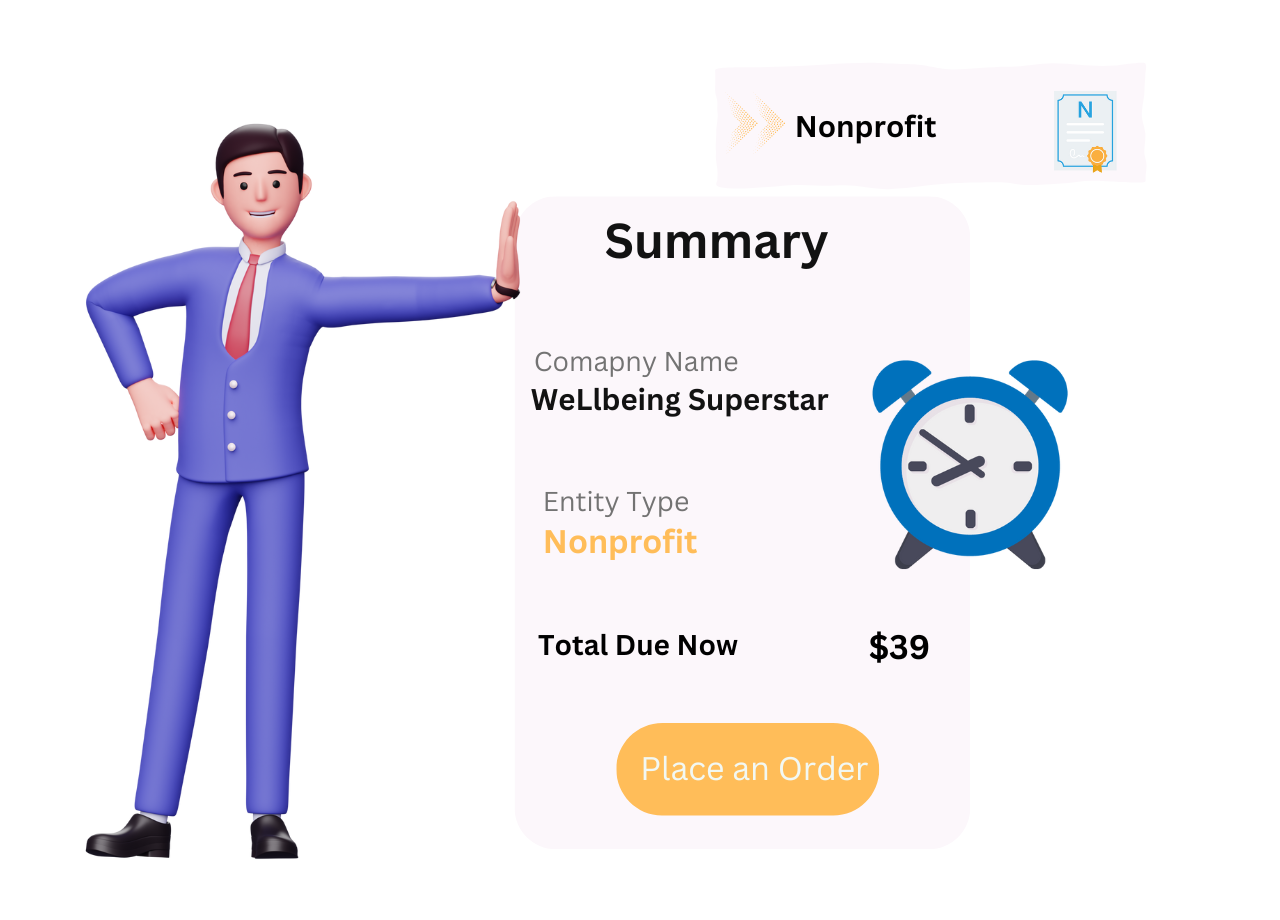 Nonprofit
N
Summary
Comapny Name
WeLlbeing Superstar
Entity Type
Nonprofit
Total Due Now $39
Place an Order